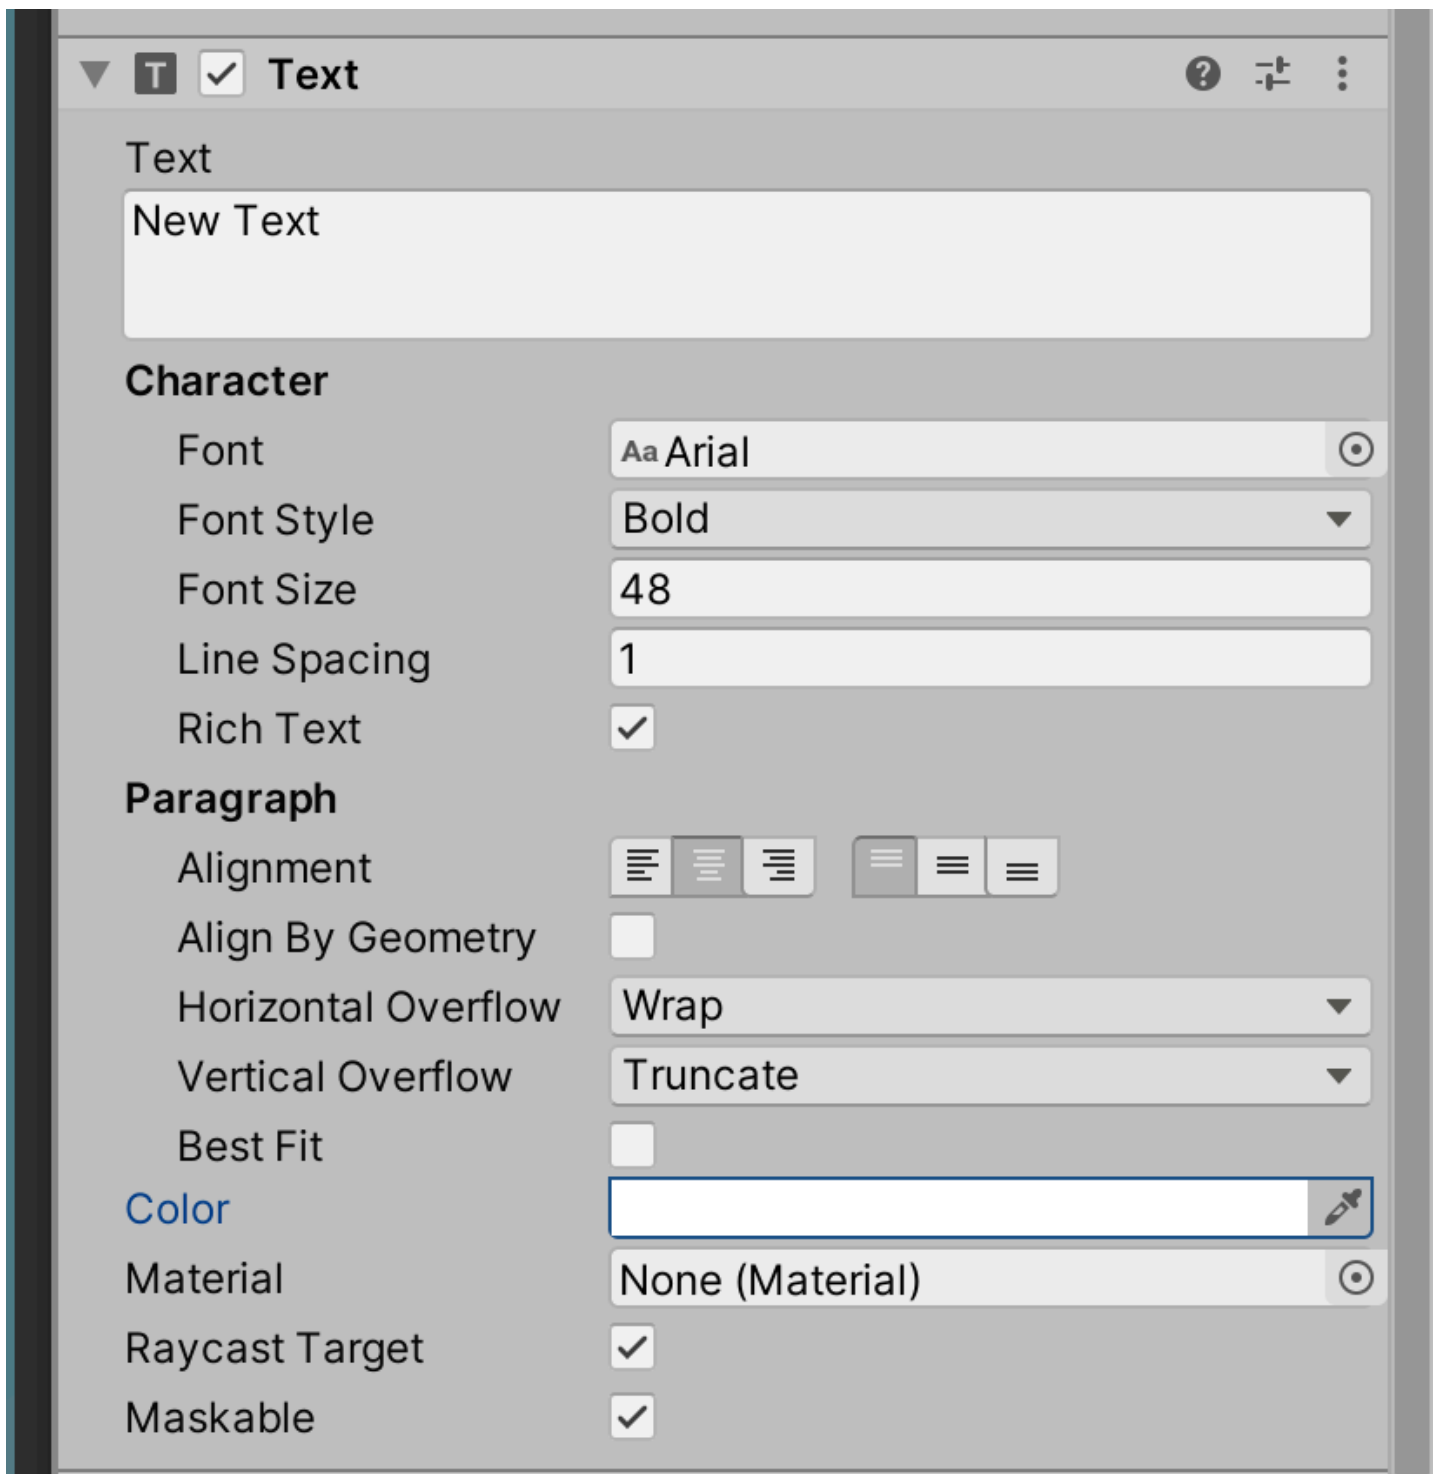 Text
Text
New Text
Character
Font Aa Arial
Font Style Bold
Font Size 48
Line Spacing 1
Rich Text
Paragraph
Alignment
Align By Geometry
Horizontal Overflow Wrap
Vertical Overflow Truncate
Best Fit
Color
Material None (Material)
Raycast Target
Maskable